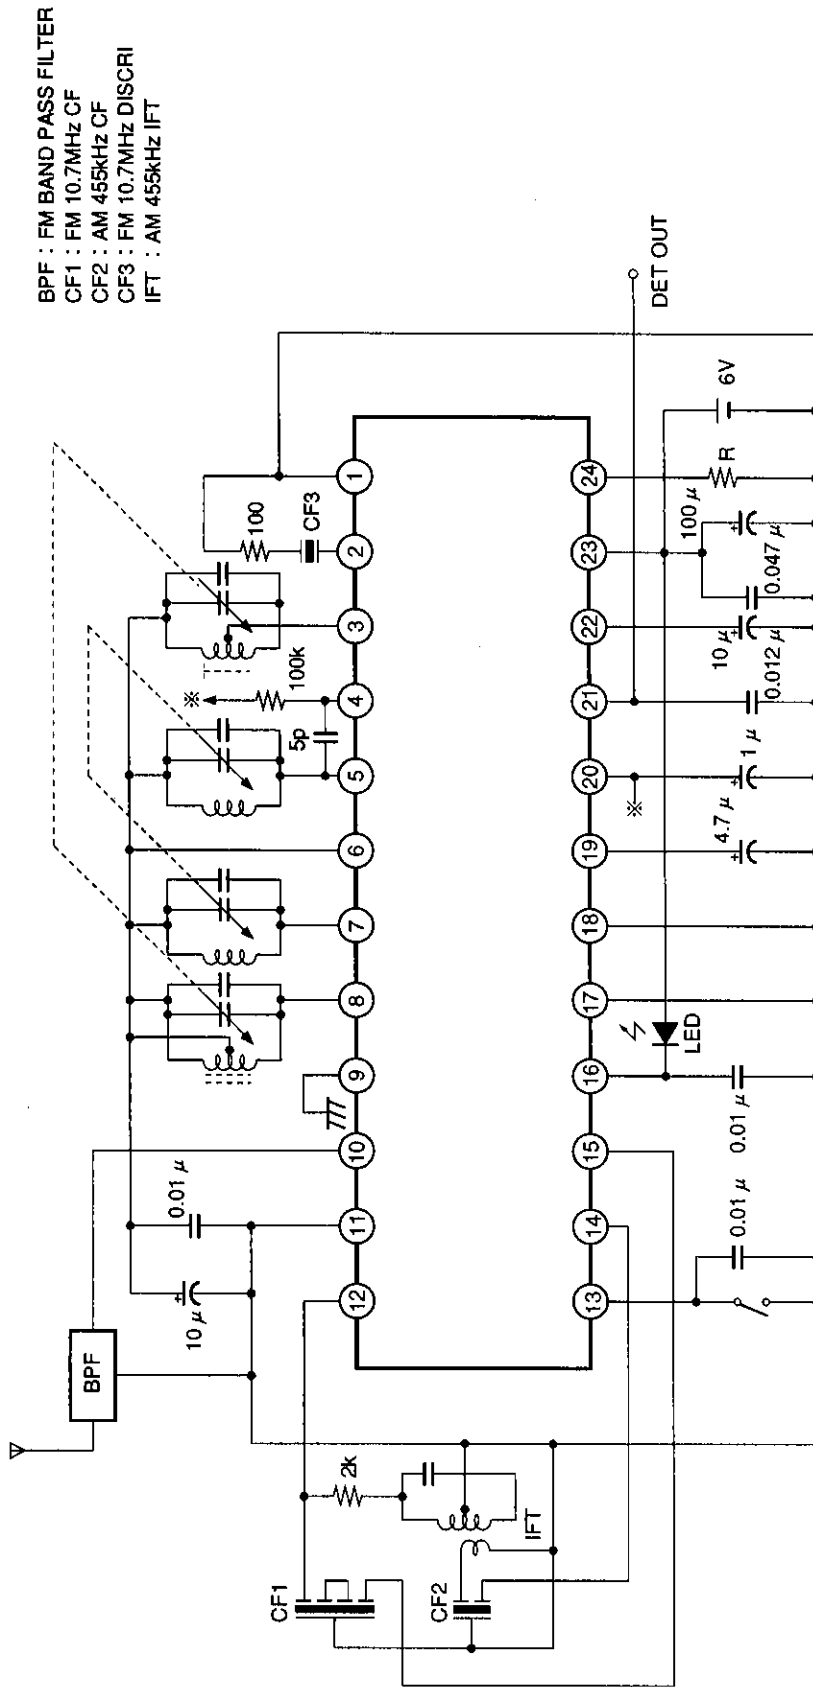 BPF : FM BAND PASS FILTER
CF1 : FM 10.7MHz CF
CF2 : AM 455kHz CF
CF3 : FM 10.7MHz DISCRI
IFT : AM 455kHz IFT
BPF
10 μ
0.01 μ
※
5p
100k
100
CF3
12
11
10
9
8
7
6
5
4
3
2
1
CF1
2k
CF2
IFT
13
14
15
16
17
18
19
20
21
22
23
24
0.01 μ
0.01 μ
LED
4.7 μ
※
1 μ
0.012 μ
10 μ
0.047 μ
100 μ
R
6V
DET OUT